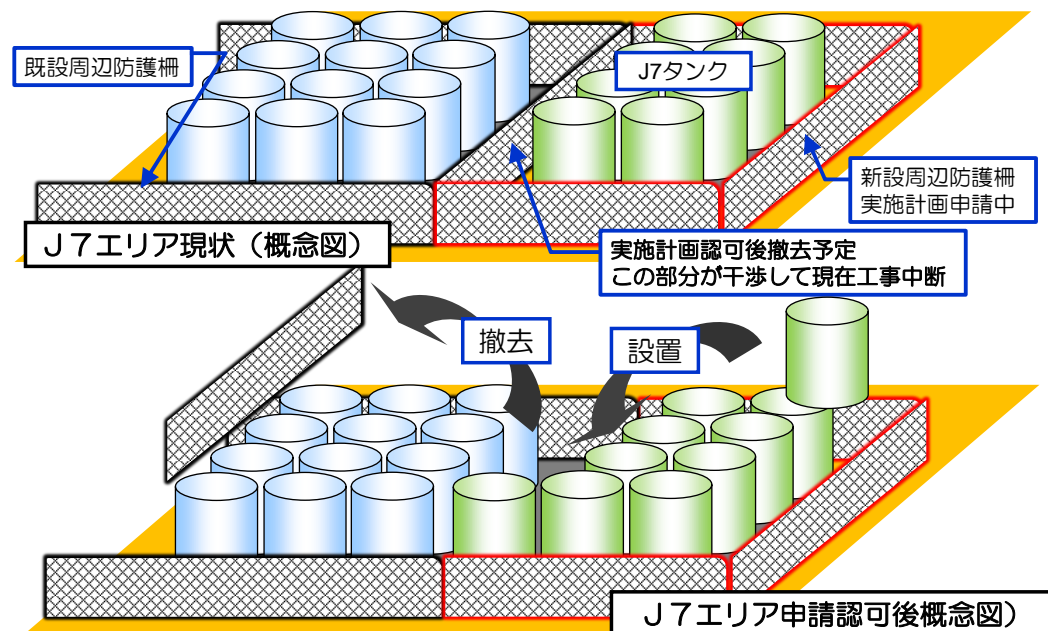 既設周辺防護柵
J7タンク
新設周辺防護柵
実施計画申請中
J7エリア現状(概念図)
実施計画認可後撤去予定
この部分が干渉して現在工事中断
撤去
設置
J7エリア申請認可後概念図)